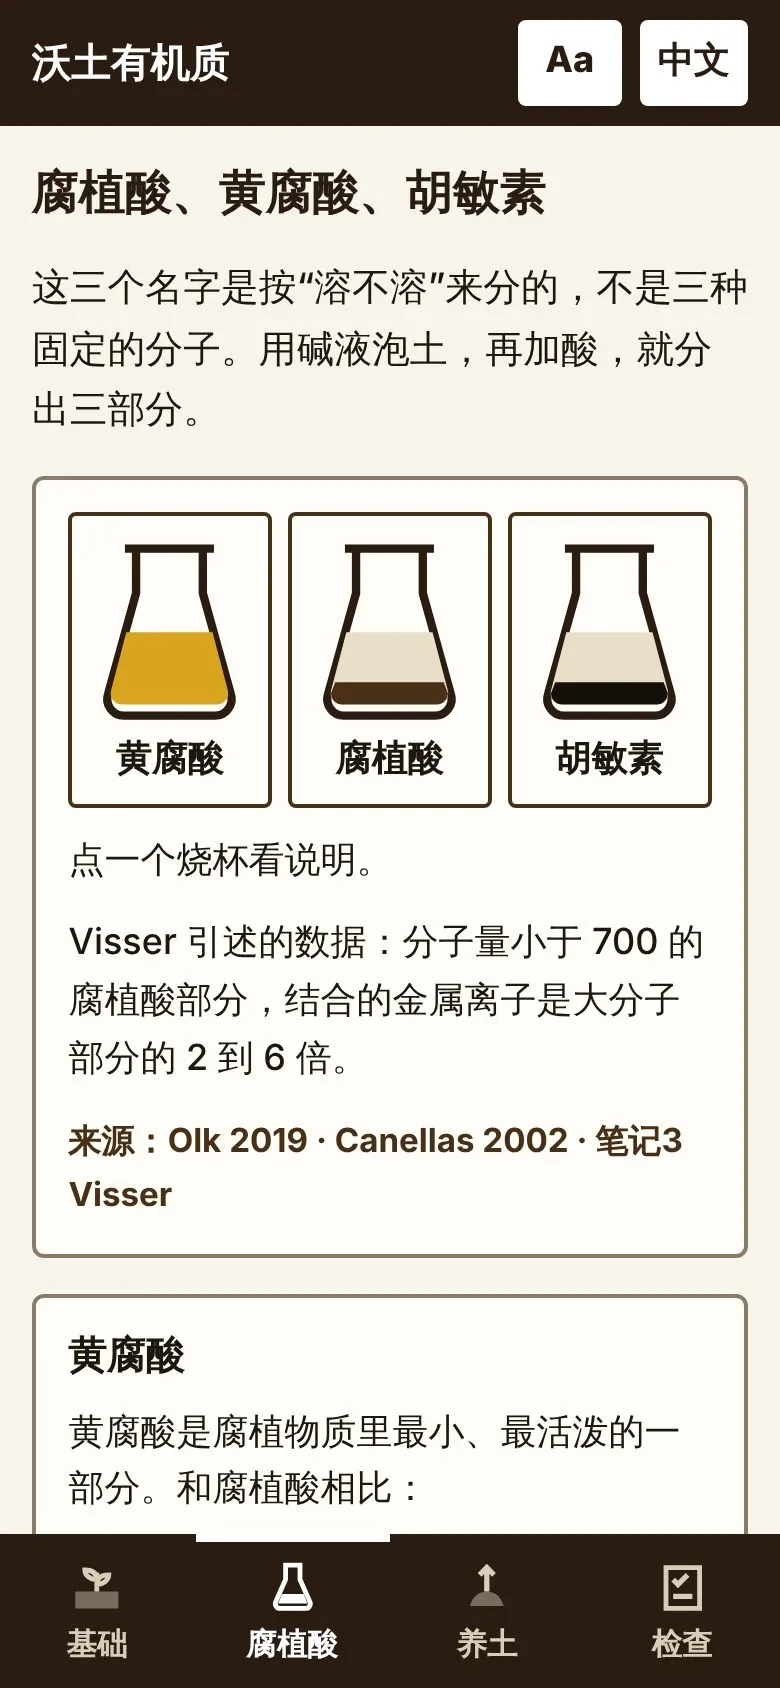 沃土有机质
Aa
中文
腐植酸、黄腐酸、胡敏素
这三个名字是按“溶不溶”来分的，不是三种
固定的分子。用碱液泡土，再加酸，就分
出三部分。
黄腐酸
腐植酸
胡敏素
点一个烧杯看说明。
Visser 引述的数据：分子量小于 700 的
腐植酸部分，结合的金属离子是大分子
部分的 2 到 6 倍。
来源：Olk 2019 · Canellas 2002 · 笔记3
Visser
黄腐酸
黄腐酸是腐植物质里最小、最活泼的一
部分。和腐植酸相比：
基础
腐植酸
养土
检查